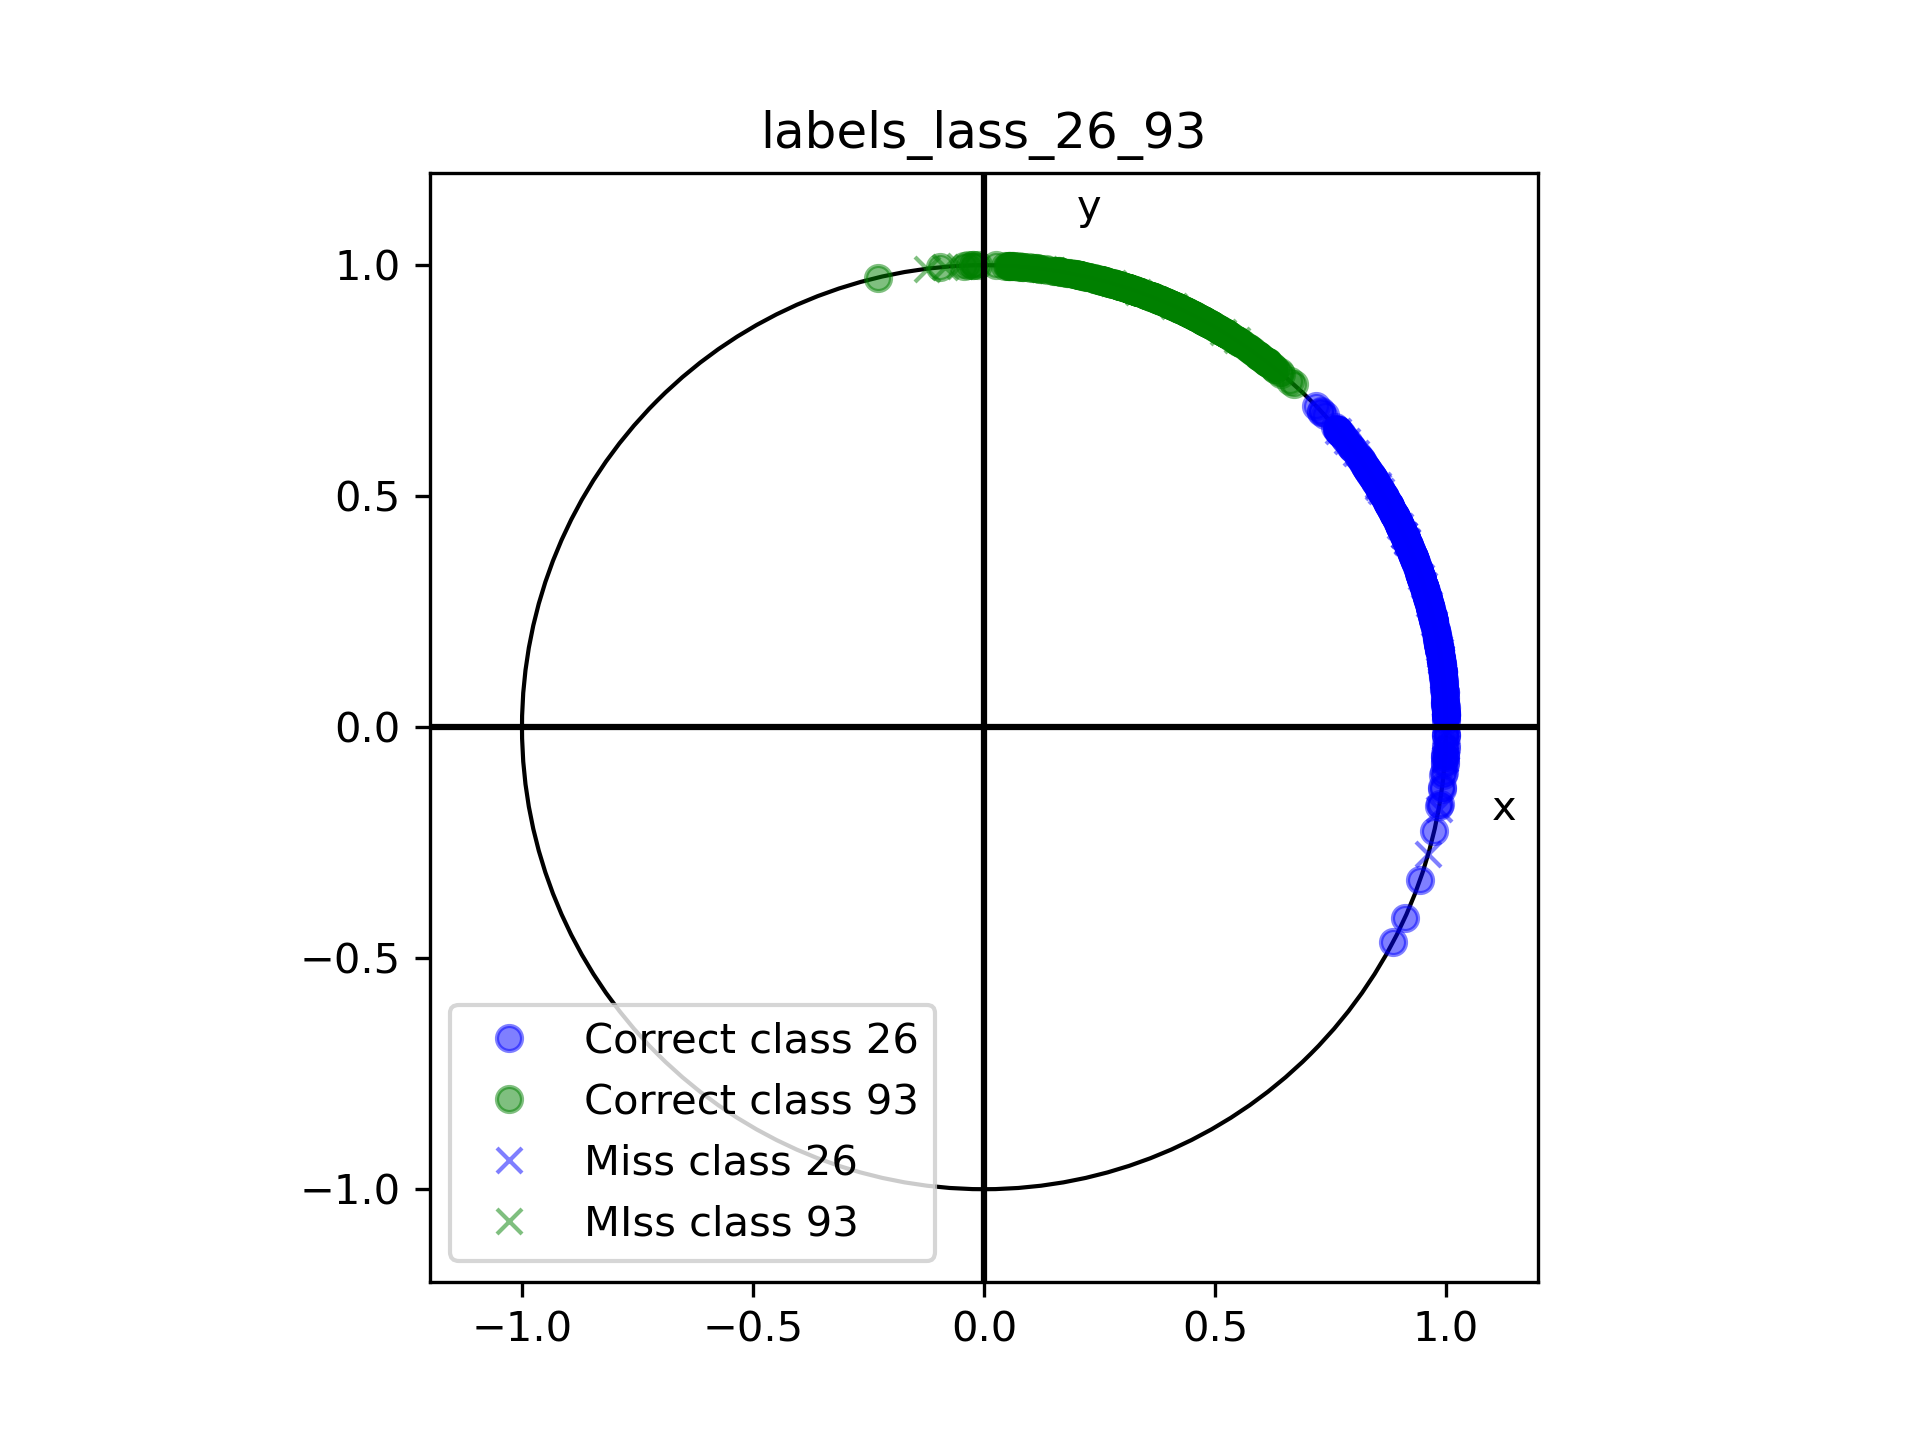 labels_lass_26_93
y
1.0
0.5
0.0
x
−0.5
−1.0
Correct class 26
Correct class 93
Miss class 26
MIss class 93
−1.0 −0.5 0.0 0.5 1.0